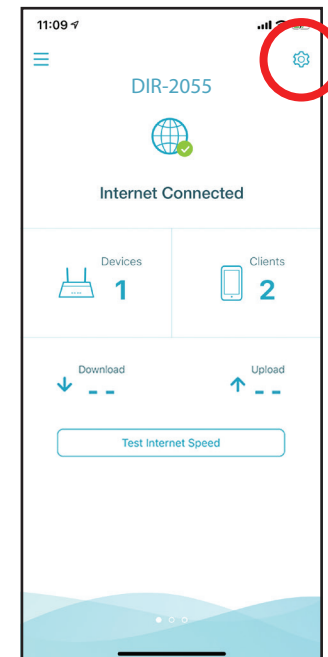 11:09
DIR-2055
Internet Connected
Devices
1
Clients
2
Download
- -
Upload
- -
Test Internet Speed